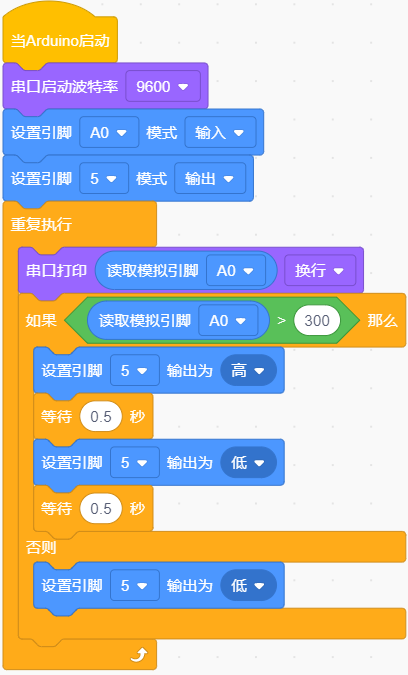 当Arduino启动
串口启动波特率 9600
设置引脚 A0 模式 输入
设置引脚 5 模式 输出
重复执行
串口打印 读取模拟引脚 A0 换行
如果 读取模拟引脚 A0 > 300 那么
设置引脚 5 输出为 高
等待 0.5 秒
设置引脚 5 输出为 低
等待 0.5 秒
否则
设置引脚 5 输出为 低